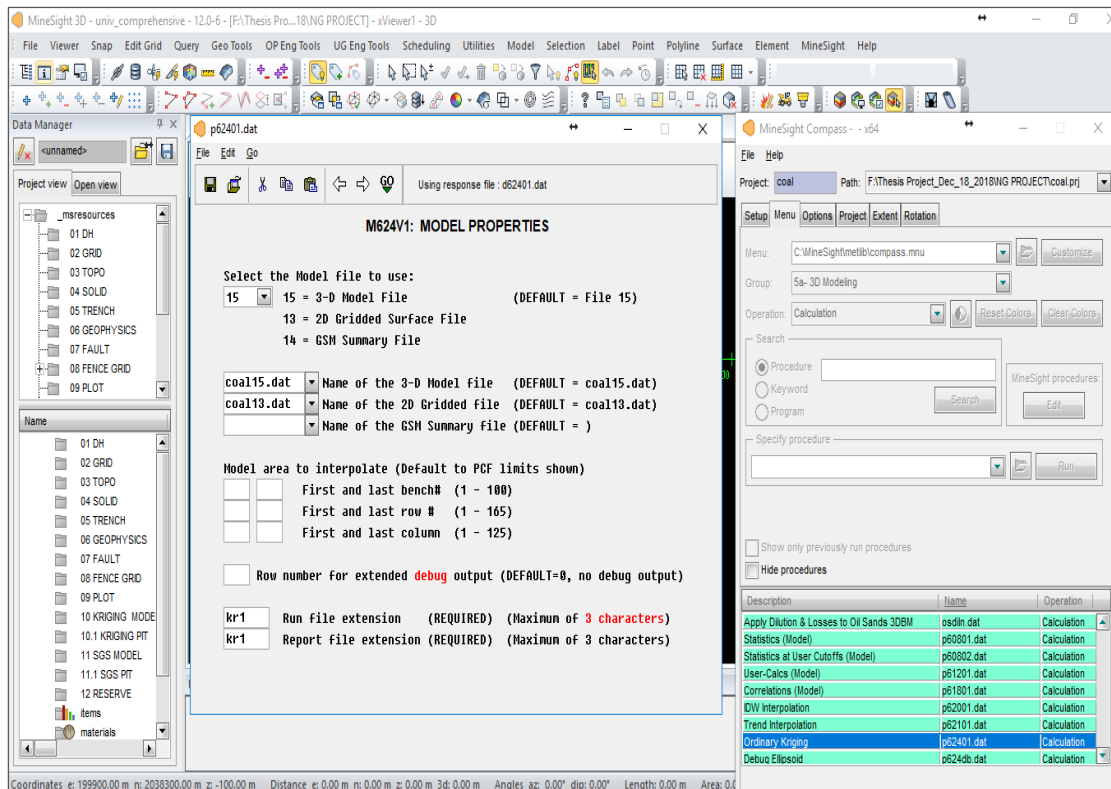 MineSight 3D - univ_comprehensive - 12.0-6 - [F:\Thesis Pro...18\NG PROJECT] - xViewer1 - 3D
File Viewer Snap Edit Grid Query Geo Tools OP Eng Tools UG Eng Tools Scheduling Utilities Model Selection Label Point Polyline Surface Element MineSight Help
Data Manager
<unnamed>
Project view Open view
_msresources
01 DH
02 GRID
03 TOPO
04 SOLID
05 TRENCH
06 GEOPHYSICS
07 FAULT
08 FENCE GRID
09 PLOT
Name
01 DH
02 GRID
03 TOPO
04 SOLID
05 TRENCH
06 GEOPHYSICS
07 FAULT
08 FENCE GRID
09 PLOT
10 KRIGING MODE
10.1 KRIGING PIT
11 SGS MODEL
11.1 SGS PIT
12 RESERVE
items
materials
p62401.dat
File Edit Go
GO Using response file : d62401.dat
M624V1: MODEL PROPERTIES
Select the Model file to use:
15 15 = 3-D Model File (DEFAULT = File 15)
13 = 2D Gridded Surface File
14 = GSM Summary File
coal15.dat Name of the 3-D Model file (DEFAULT = coal15.dat)
coal13.dat Name of the 2D Gridded file (DEFAULT = coal13.dat)
Name of the GSM Summary file (DEFAULT = )
Model area to interpolate (Default to PCF limits shown)
First and last bench# (1 - 100)
First and last row # (1 - 165)
First and last column (1 - 125)
Row number for extended debug output (DEFAULT=0, no debug output)
kr1 Run file extension (REQUIRED) (Maximum of 3 characters)
kr1 Report file extension (REQUIRED) (Maximum of 3 characters)
MineSight Compass - - x64
File Help
Project: coal Path: F:\Thesis Project_Dec_18_2018\NG PROJECT\coal.prj
Setup Menu Options Project Extent Rotation
Menu: C:\MineSight\metlib\compass.mnu Customize
Group: 5a- 3D Modeling
Operation: Calculation Reset Colors Clear Colors
Search
Procedure
Keyword
Program
Search
MineSight procedures:
Edit
Specify procedure
Run
Show only previously run procedures
Hide procedures
Description Name Operation
Apply Dilution & Losses to Oil Sands 3DBM osdiln.dat Calculation
Statistics (Model) p60801.dat Calculation
Statistics at User Cutoffs (Model) p60802.dat Calculation
User-Calcs (Model) p61201.dat Calculation
Correlations (Model) p61801.dat Calculation
IDW Interpolation p62001.dat Calculation
Trend Interpolation p62101.dat Calculation
Ordinary Kriging p62401.dat Calculation
Debug Ellipsoid p624db.dat Calculation
Coordinates e: 199900.00 m n: 2038300.00 m z: -100.00 m Distance e: 0.00 m n: 0.00 m z: 0.00 m 3d: 0.00 m Angles az: 0.00° dip: 0.00° Length: 0.00 m Area: 0.0